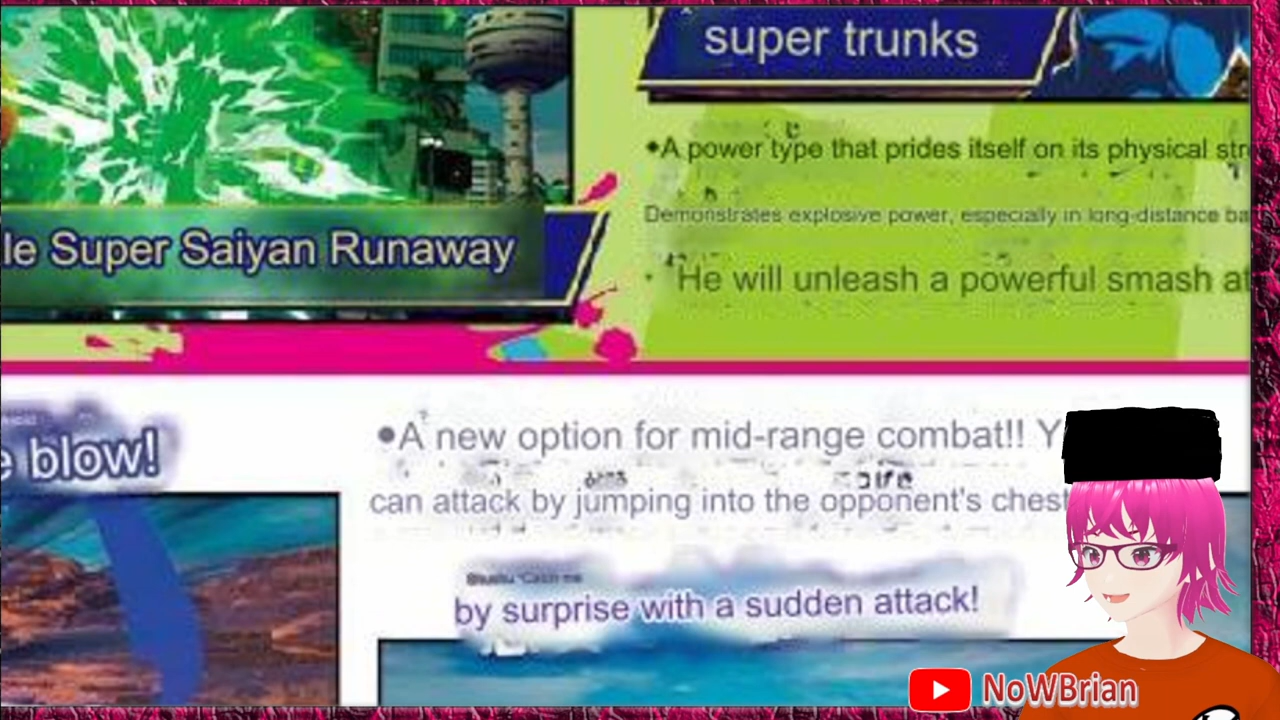 super trunks
•A power type that prides itself on its physical str
Demonstrates explosive power, especially in long-distance ba
le Super Saiyan Runaway
• He will unleash a powerful smash at
e blow!
•A new option for mid-range combat!! Y
can attack by jumping into the opponent's chest
by surprise with a sudden attack!
NoWBrian